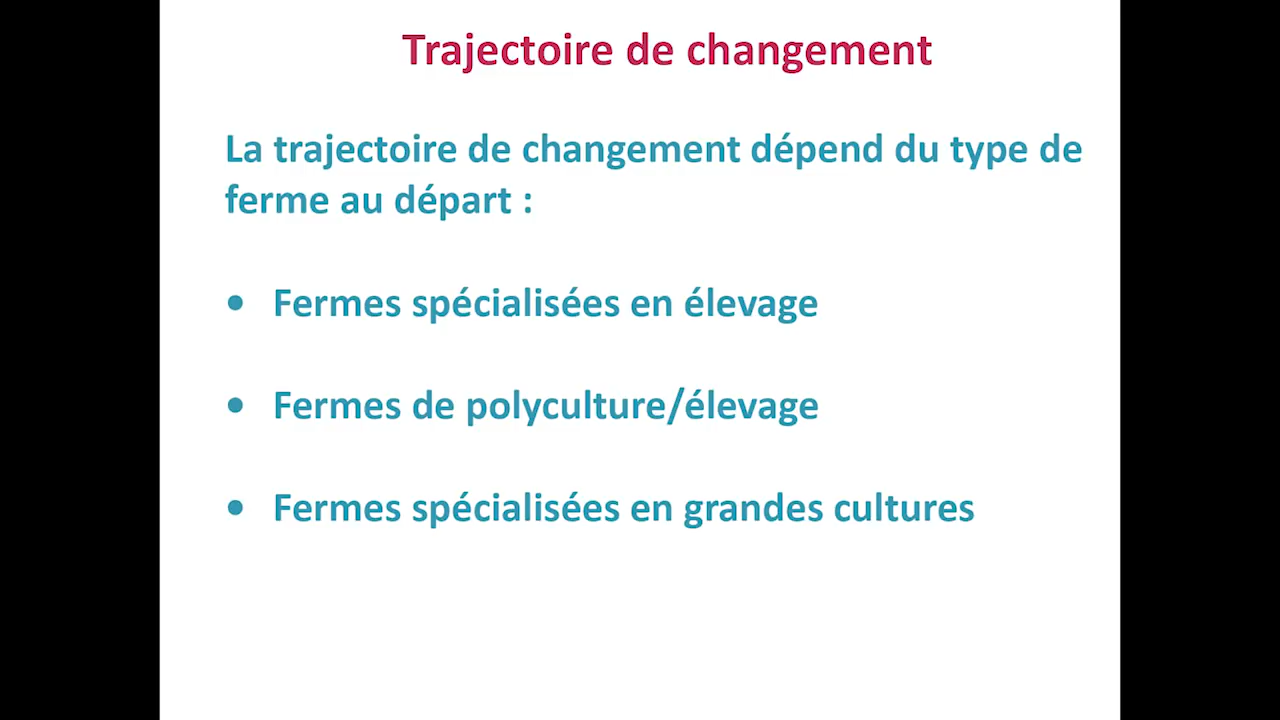 Trajectoire de changement
La trajectoire de changement dépend du type de
ferme au départ :
• Fermes spécialisées en élevage
• Fermes de polyculture/élevage
• Fermes spécialisées en grandes cultures